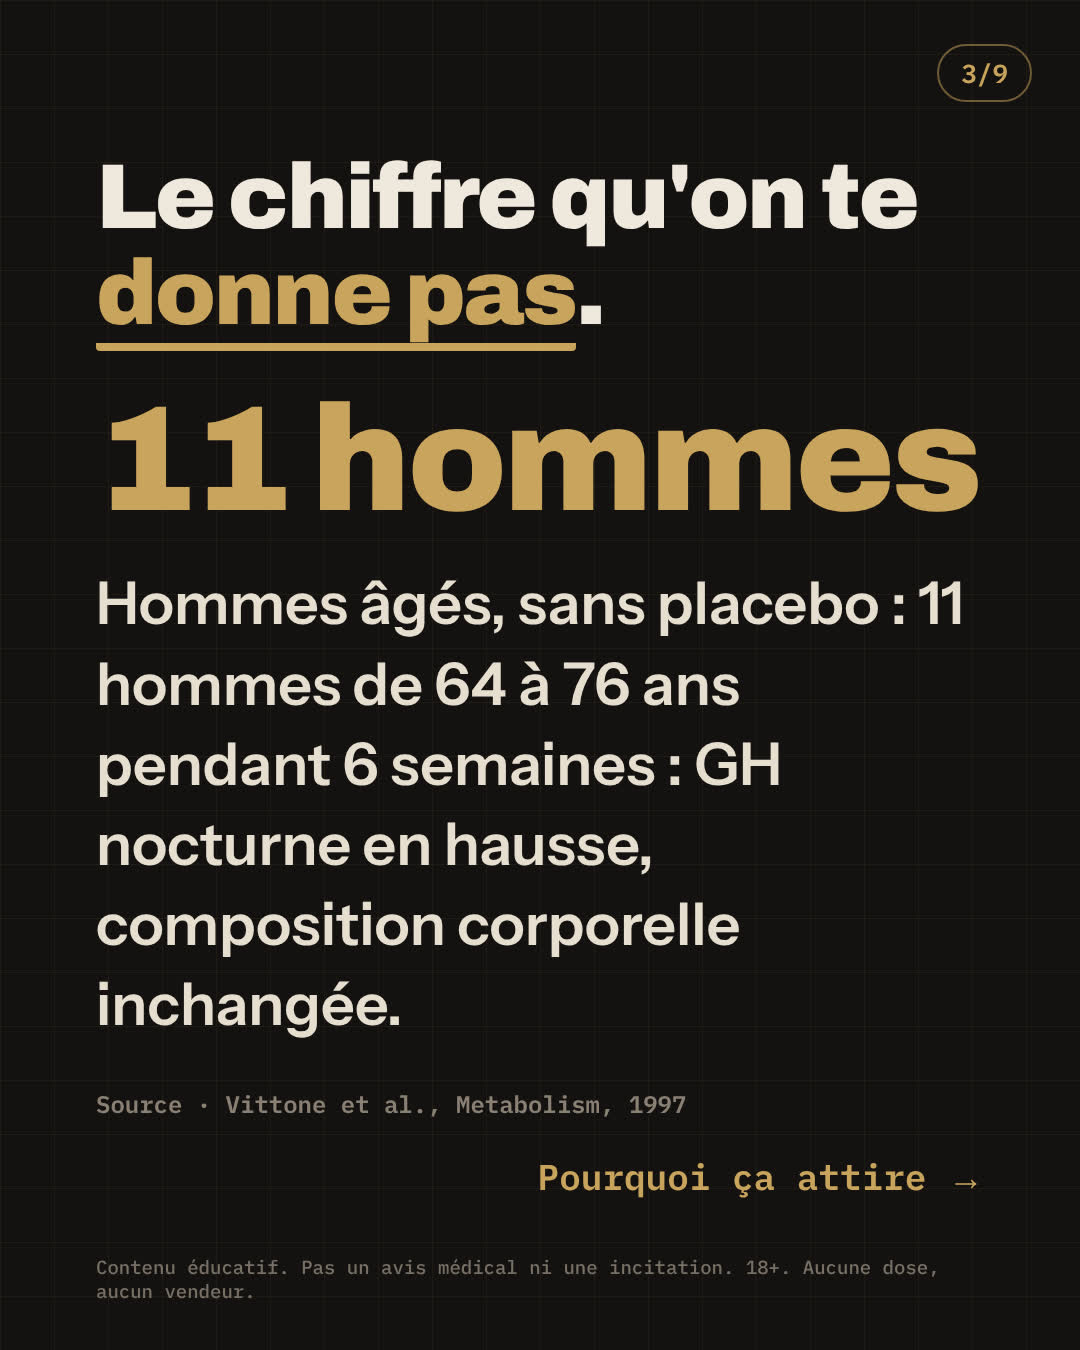 3/9
Le chiffre qu'on te
donne pas.
11 hommes
Hommes âgés, sans placebo : 11
hommes de 64 à 76 ans
pendant 6 semaines : GH
nocturne en hausse,
composition corporelle
inchangée.
Source · Vittone et al., Metabolism, 1997
Pourquoi ça attire →
Contenu éducatif. Pas un avis médical ni une incitation. 18+. Aucune dose,
aucun vendeur.